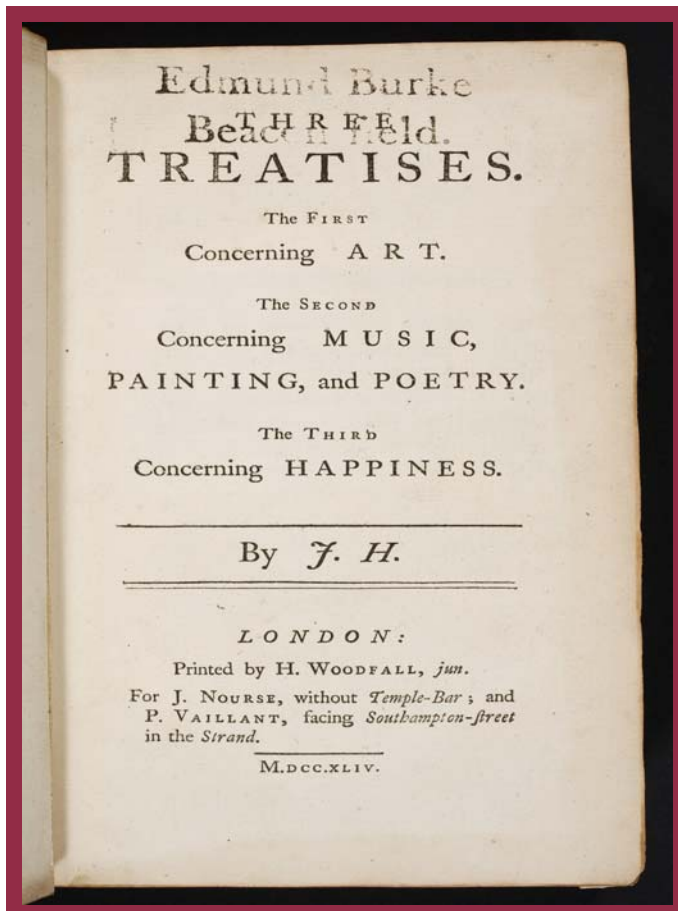 Edmund Burke
THREE
Beaconsfield.
TREATISES.
The FIRST
Concerning ART.
The SECOND
Concerning MUSIC,
PAINTING, and POETRY.
The THIRD
Concerning HAPPINESS.
By J. H.
LONDON:
Printed by H. WOODFALL, jun.
For J. NOURSE, without Temple-Bar; and
P. VAILLANT, facing Southampton-ſtreet
in the Strand.
M.DCC.XLIV.